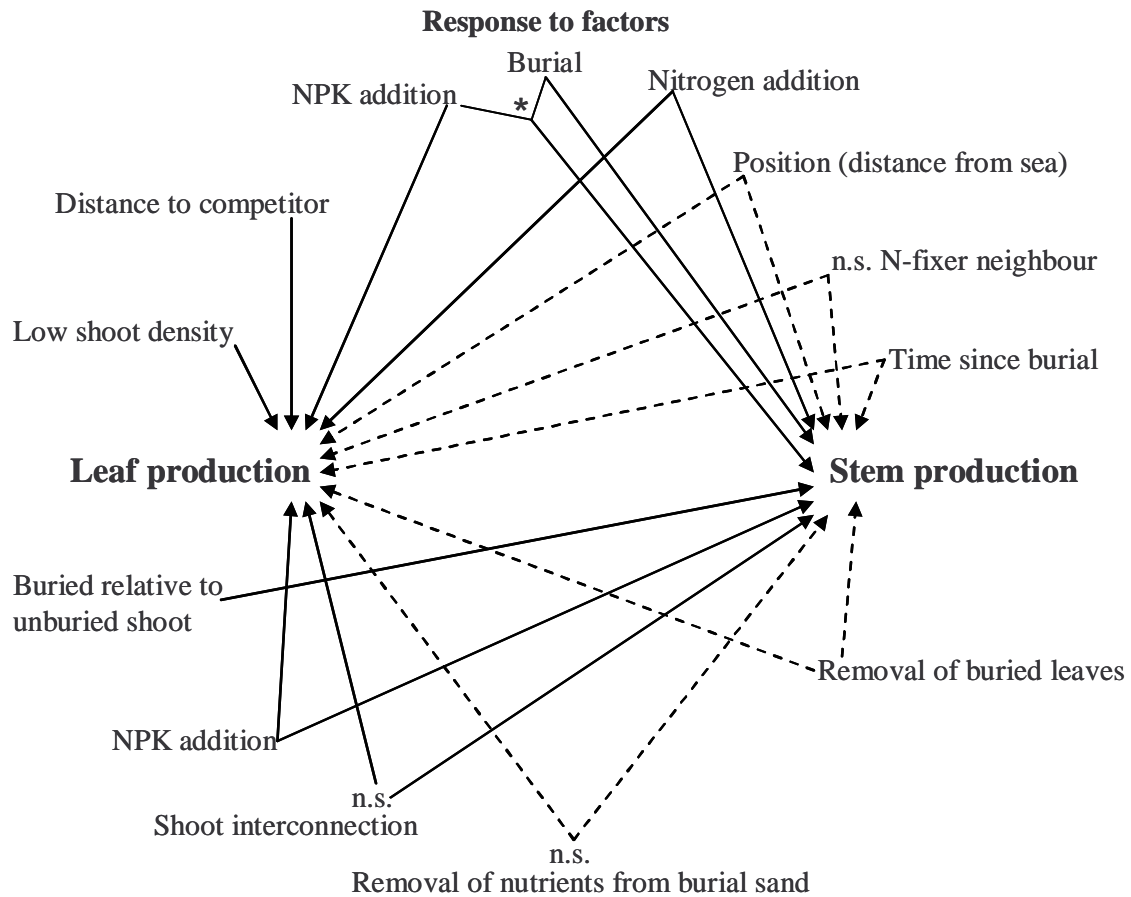 Response to factors
Burial
Nitrogen addition
NPK addition
*
Position (distance from sea)
Distance to competitor
n.s. N-fixer neighbour
Low shoot density
Time since burial
Leaf production
Stem production
Buried relative to
unburied shoot
Removal of buried leaves
NPK addition
n.s.
Shoot interconnection
n.s.
Removal of nutrients from burial sand